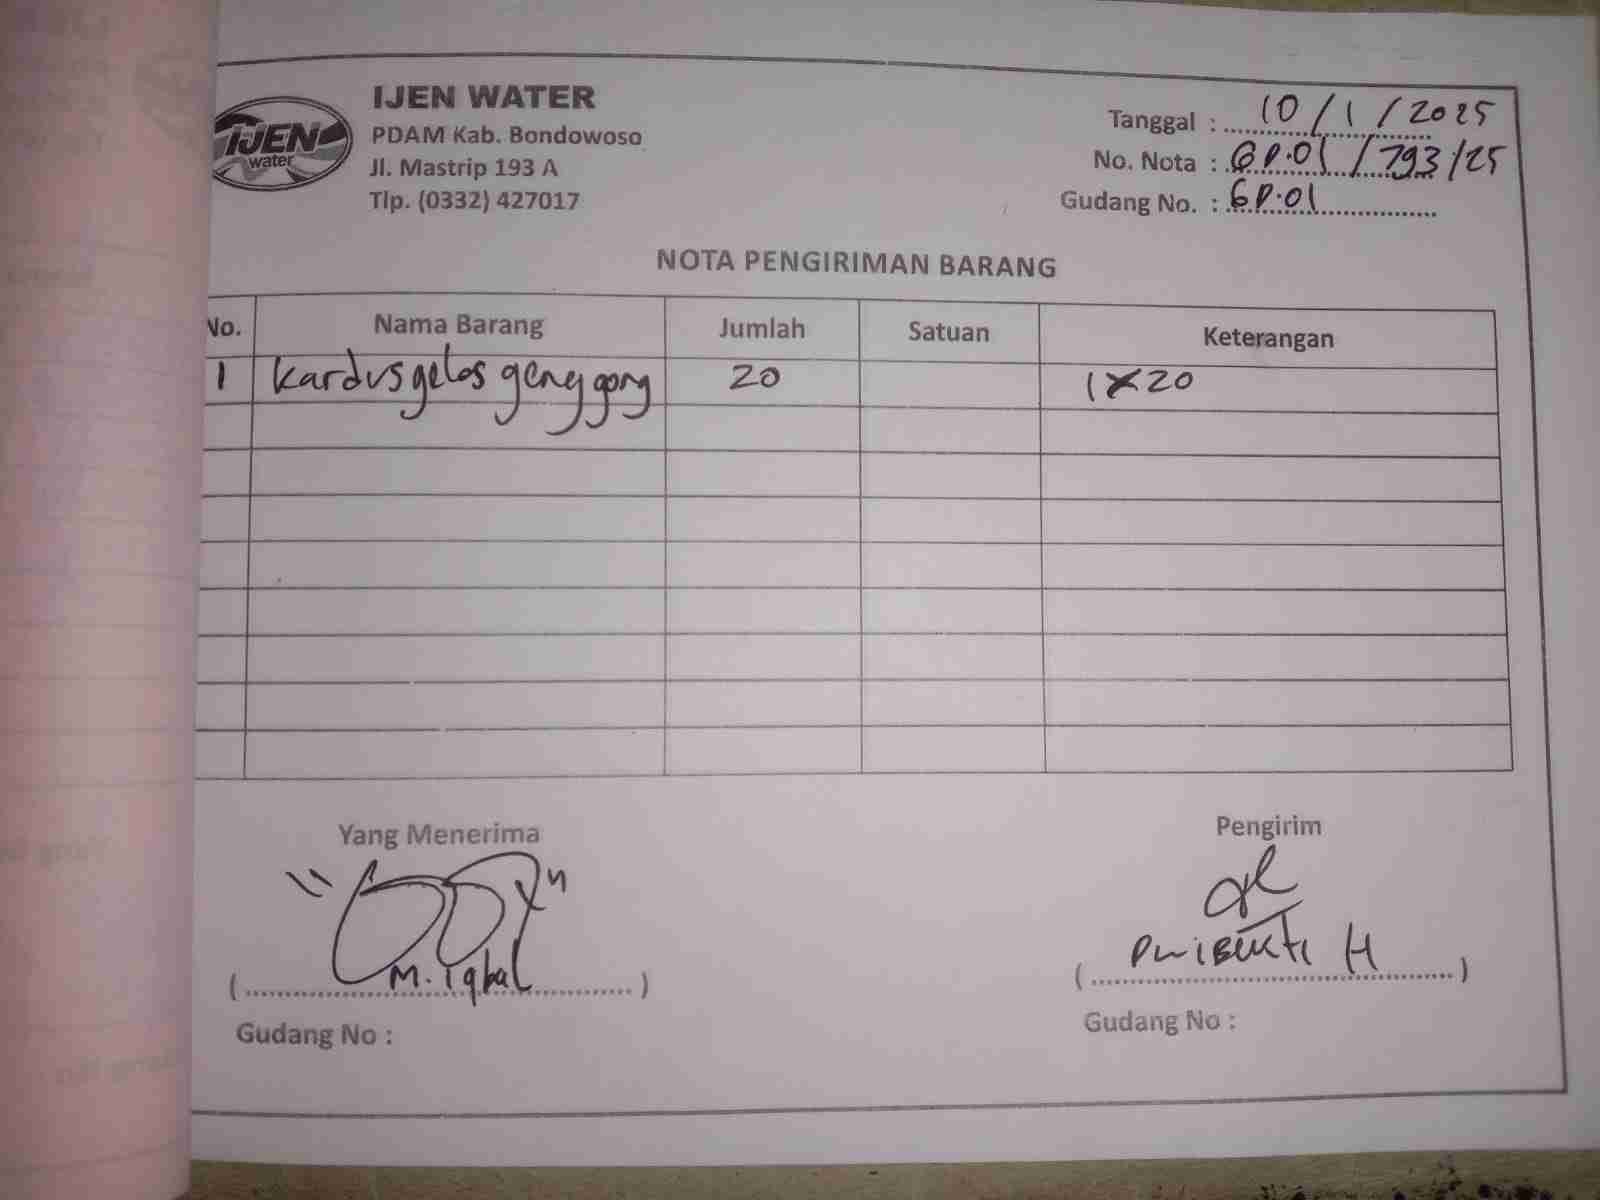 IJEN
water
IJEN WATER
PDAM Kab. Bondowoso
Jl. Mastrip 193 A
Tlp. (0332) 427017
Tanggal : 10/1/2025
No. Nota : GP.01/793/25
Gudang No. : GP.01
NOTA PENGIRIMAN BARANG
No. Nama Barang Jumlah Satuan Keterangan
1 kardus gelas genggong 20 1x20
Yang Menerima Pengirim
(M. iqbal) (H)
Gudang No : Gudang No :